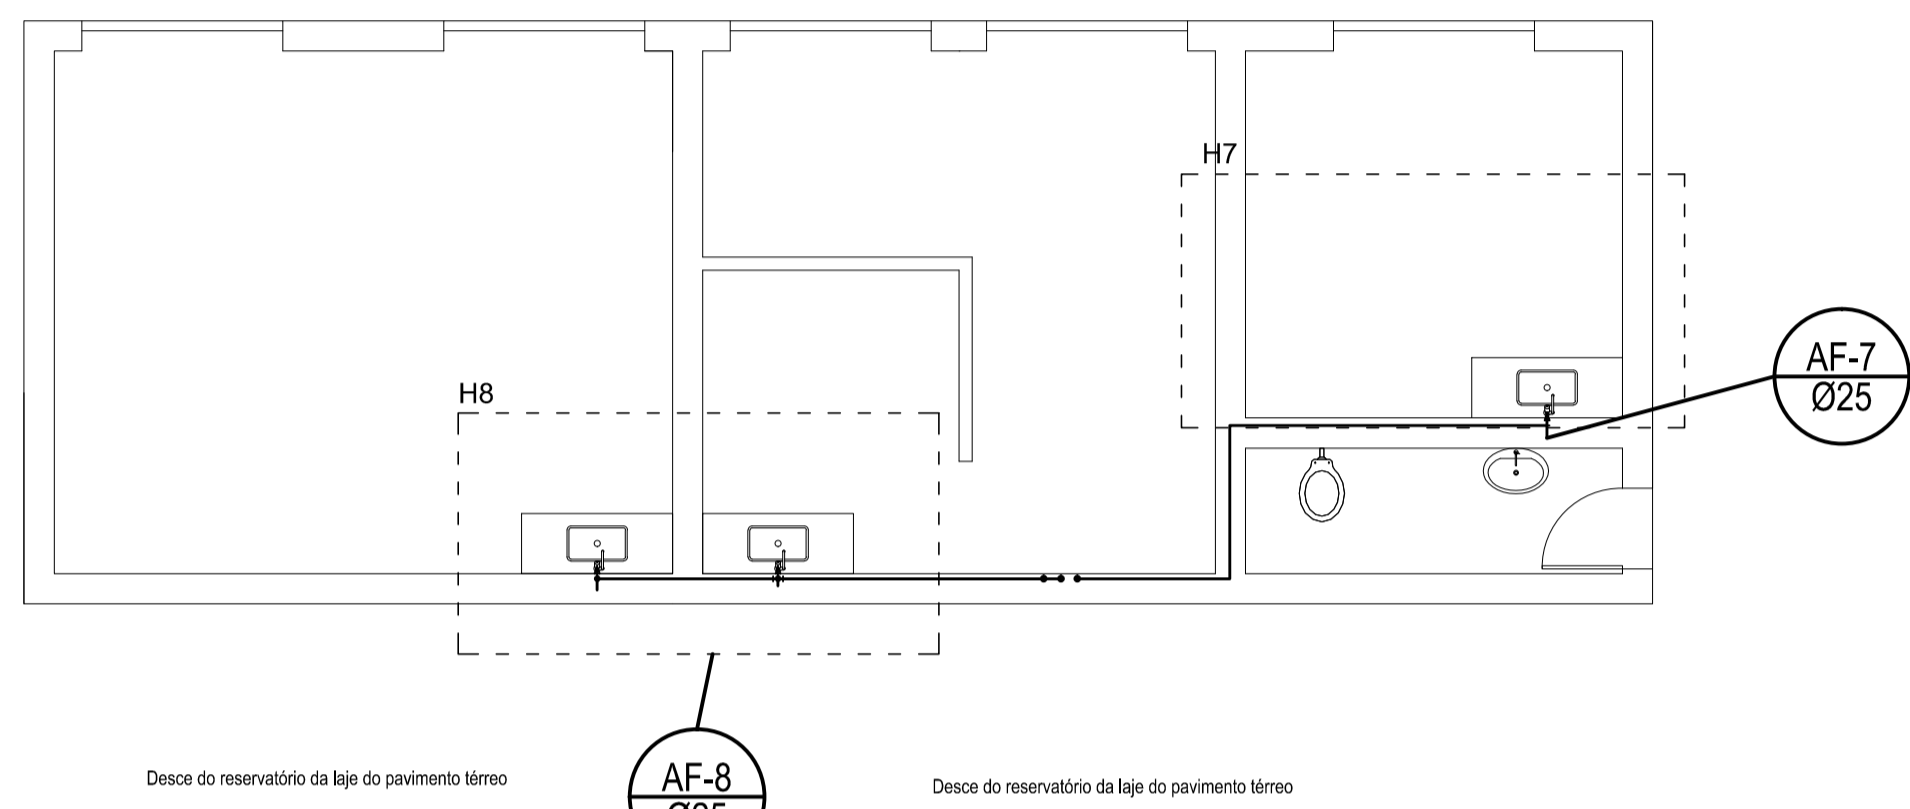 H7
AF-7
Ø25
H8
AF-8
Ø25
Desce do reservatório da laje do pavimento térreo
Desce do reservatório da laje do pavimento térreo